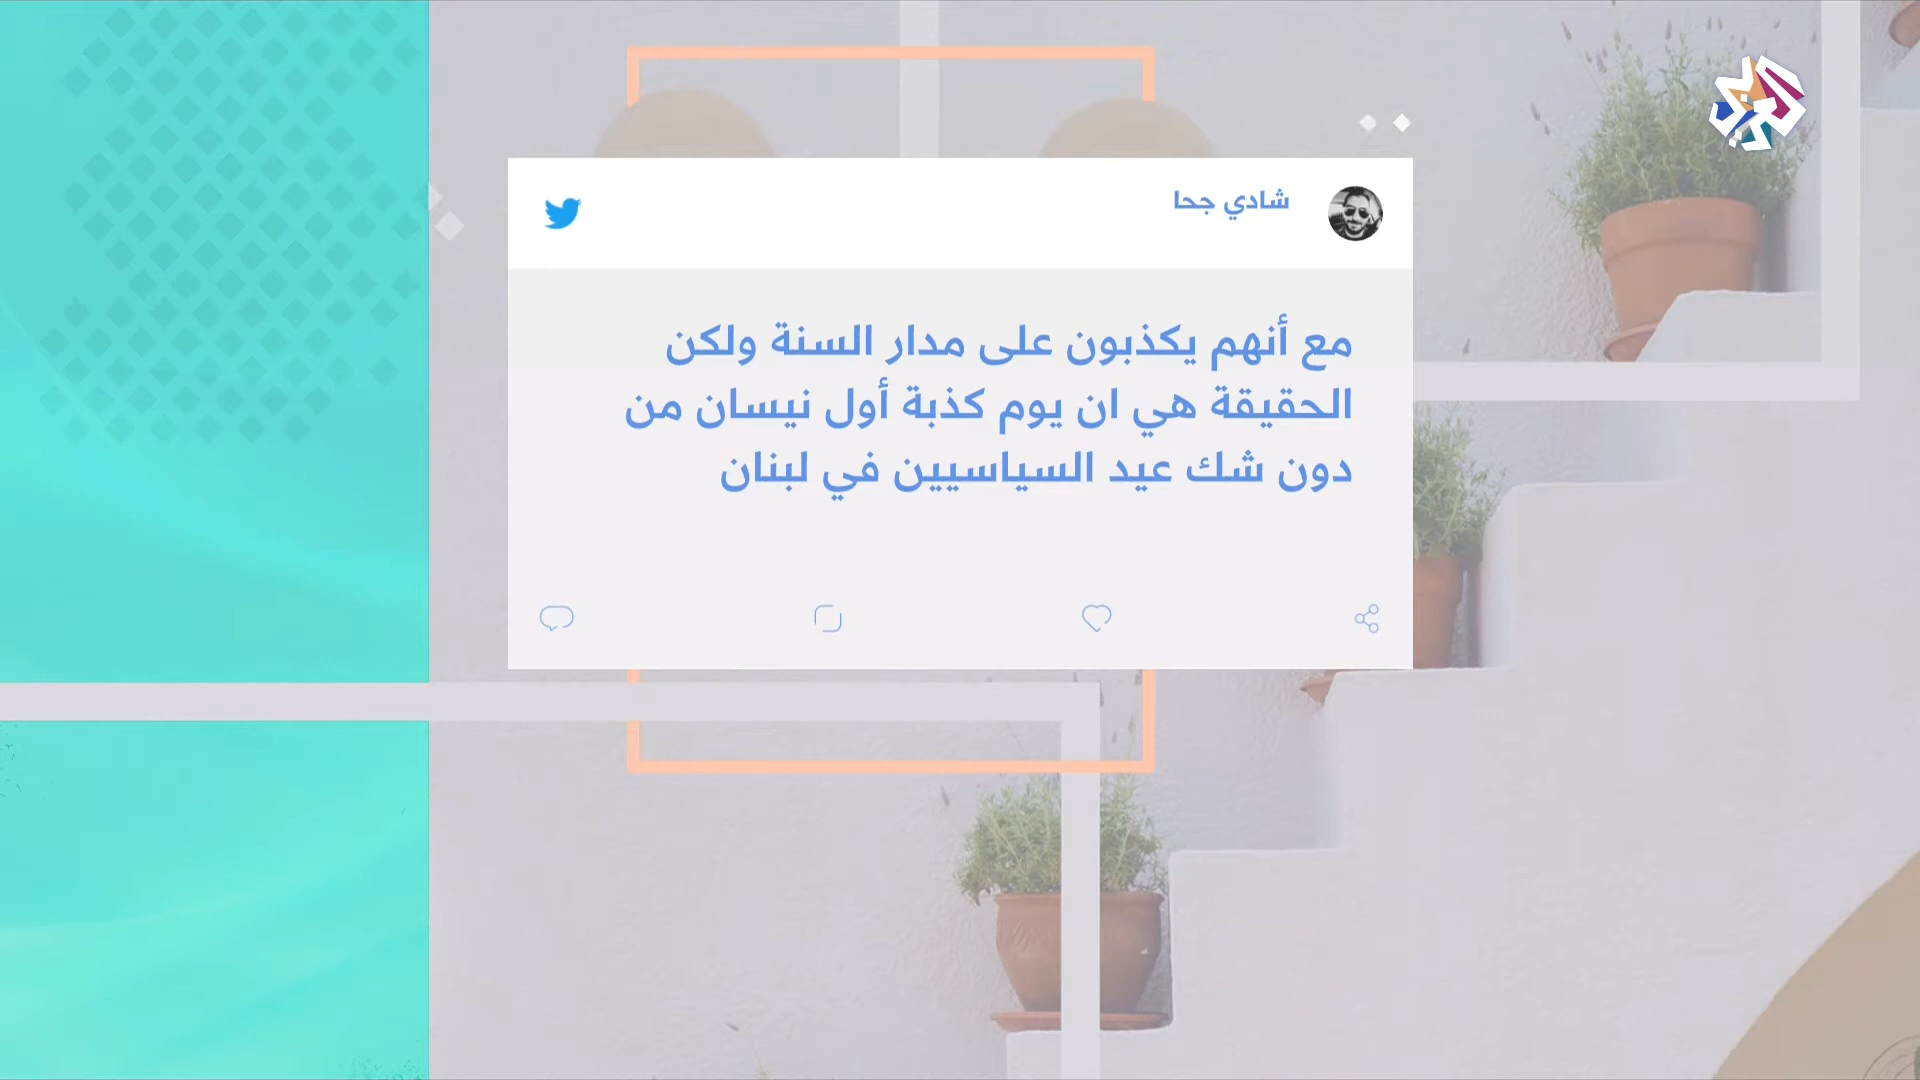 شادي جحا
مع أنهم يكذبون على مدار السنة ولكن
الحقيقة هي ان يوم كذبة أول نيسان من
دون شك عيد السياسيين في لبنان